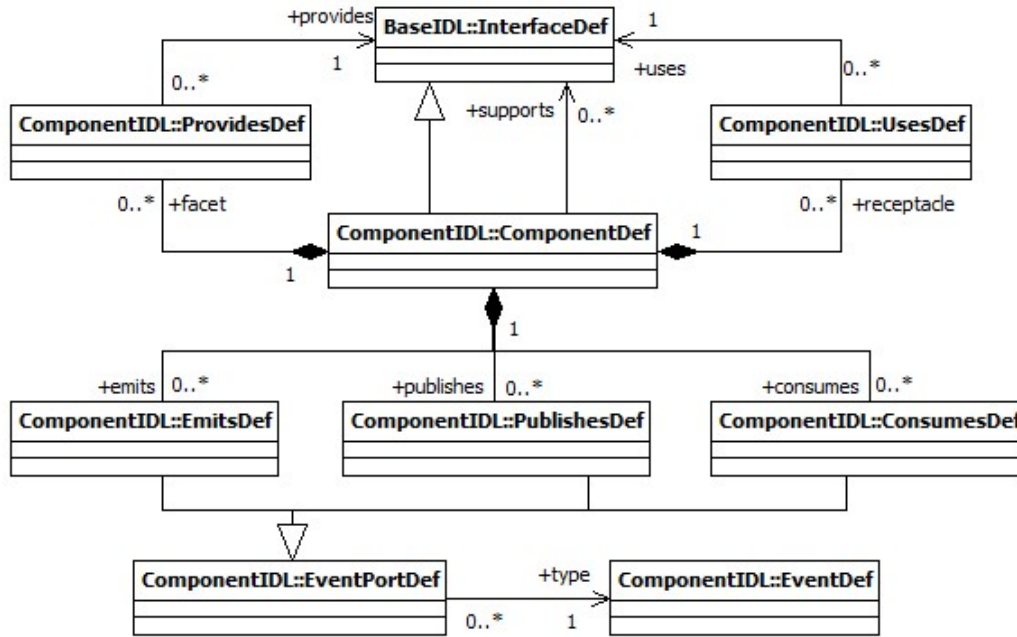 +provides
BaseIDL::InterfaceDef
1
1
+uses
0..*
+supports
0..*
0..*
ComponentIDL::ProvidesDef
ComponentIDL::UsesDef
0..*
+facet
0..*
+receptacle
ComponentIDL::ComponentDef
1
1
1
+emits
0..*
+publishes
0..*
+consumes
0..*
ComponentIDL::EmitsDef
ComponentIDL::PublishesDef
ComponentIDL::ConsumesDef
ComponentIDL::EventPortDef
+type
0..*
1
ComponentIDL::EventDef